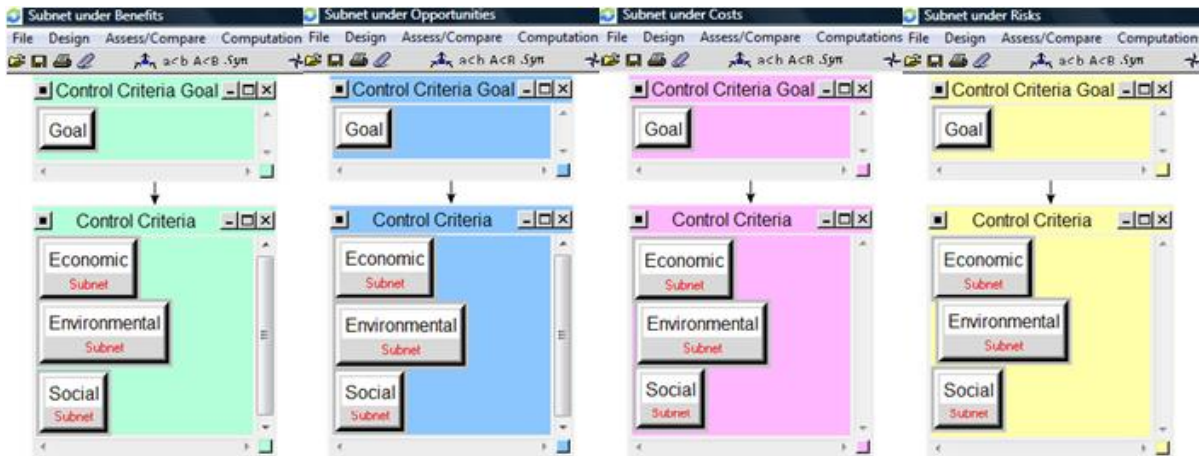 Subnet under Benefits
File Design Assess/Compare Computation
a<b A<B .Syn
Control Criteria Goal
Goal
Control Criteria
Economic
Subnet
Environmental
Subnet
Social
Subnet
Subnet under Opportunities
File Design Assess/Compare Computation
a<b A<B .Syn
Control Criteria Goal
Goal
Control Criteria
Economic
Subnet
Environmental
Subnet
Social
Subnet
Subnet under Costs
File Design Assess/Compare Computations
a<b A<B .Syn
Control Criteria Goal
Goal
Control Criteria
Economic
Subnet
Environmental
Subnet
Social
Subnet
Subnet under Risks
File Design Assess/Compare Computation
a<b A<B .Syn
Control Criteria Goal
Goal
Control Criteria
Economic
Subnet
Environmental
Subnet
Social
Subnet